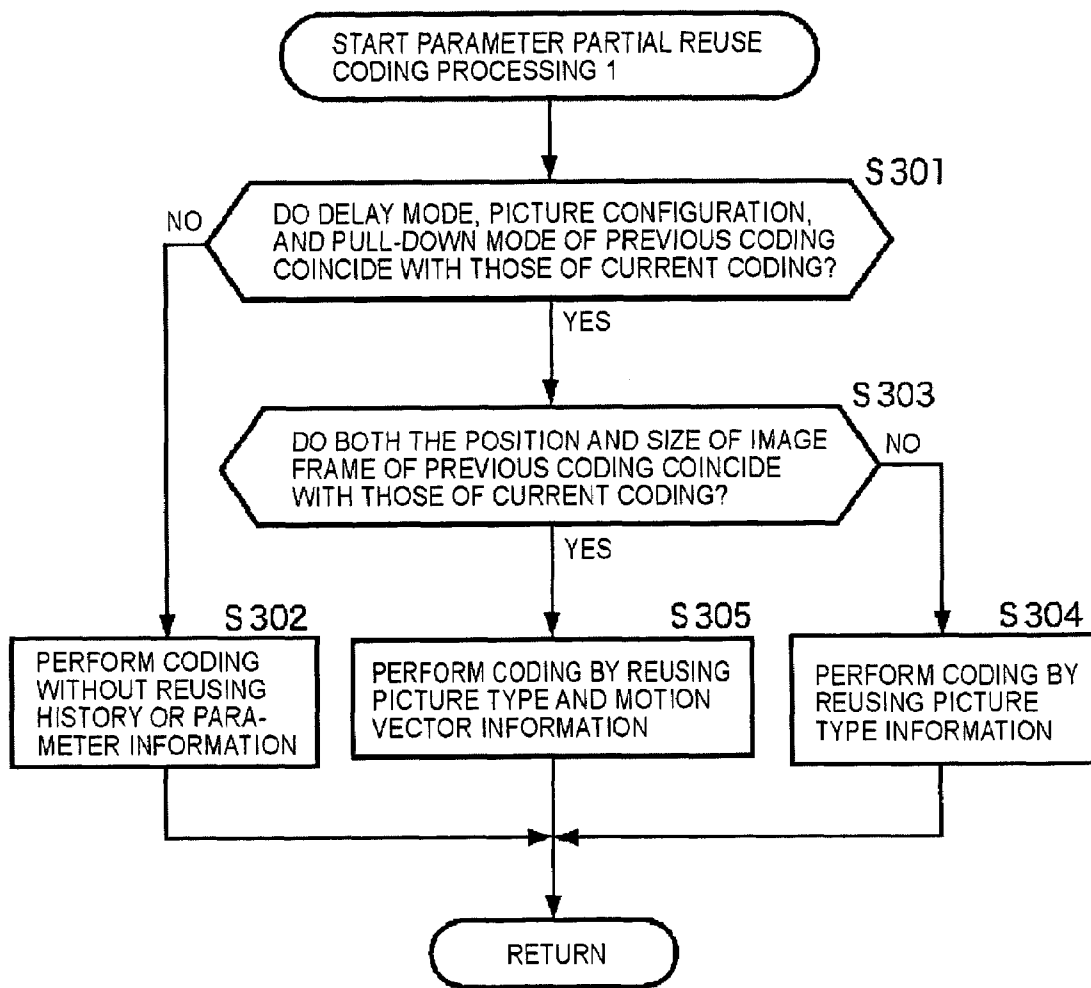 START PARAMETER PARTIAL REUSE
CODING PROCESSING 1
S301
NO
DO DELAY MODE, PICTURE CONFIGURATION,
AND PULL-DOWN MODE OF PREVIOUS CODING
COINCIDE WITH THOSE OF CURRENT CODING?
YES
S303
DO BOTH THE POSITION AND SIZE OF IMAGE
FRAME OF PREVIOUS CODING COINCIDE
WITH THOSE OF CURRENT CODING?
NO
YES
S302
PERFORM CODING
WITHOUT REUSING
HISTORY OR PARA-
METER INFORMATION
S305
PERFORM CODING BY REUSING
PICTURE TYPE AND MOTION
VECTOR INFORMATION
S304
PERFORM CODING BY
REUSING PICTURE
TYPE INFORMATION
RETURN